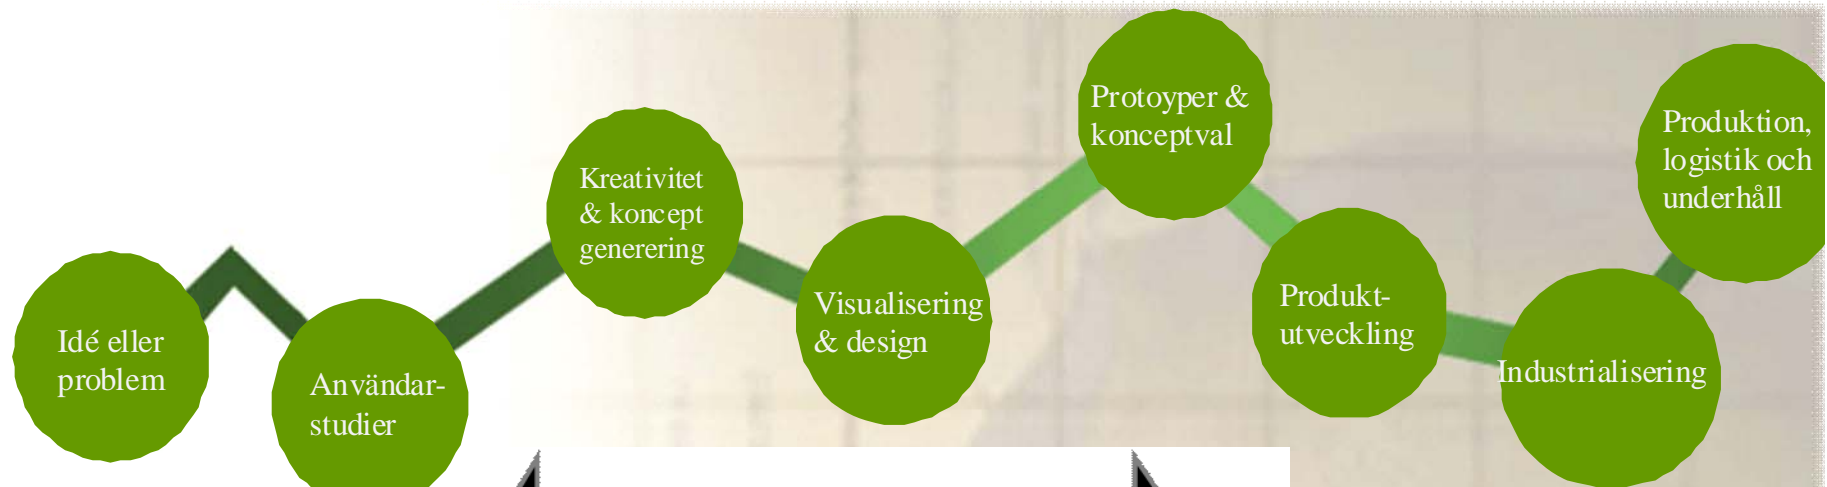 Idé eller
problem
Användar-
studier
Kreativitet
& koncept
generering
Visualisering
& design
Protoyper &
konceptval
Produkt-
utveckling
Industrialisering
Produktion,
logistik och
underhåll